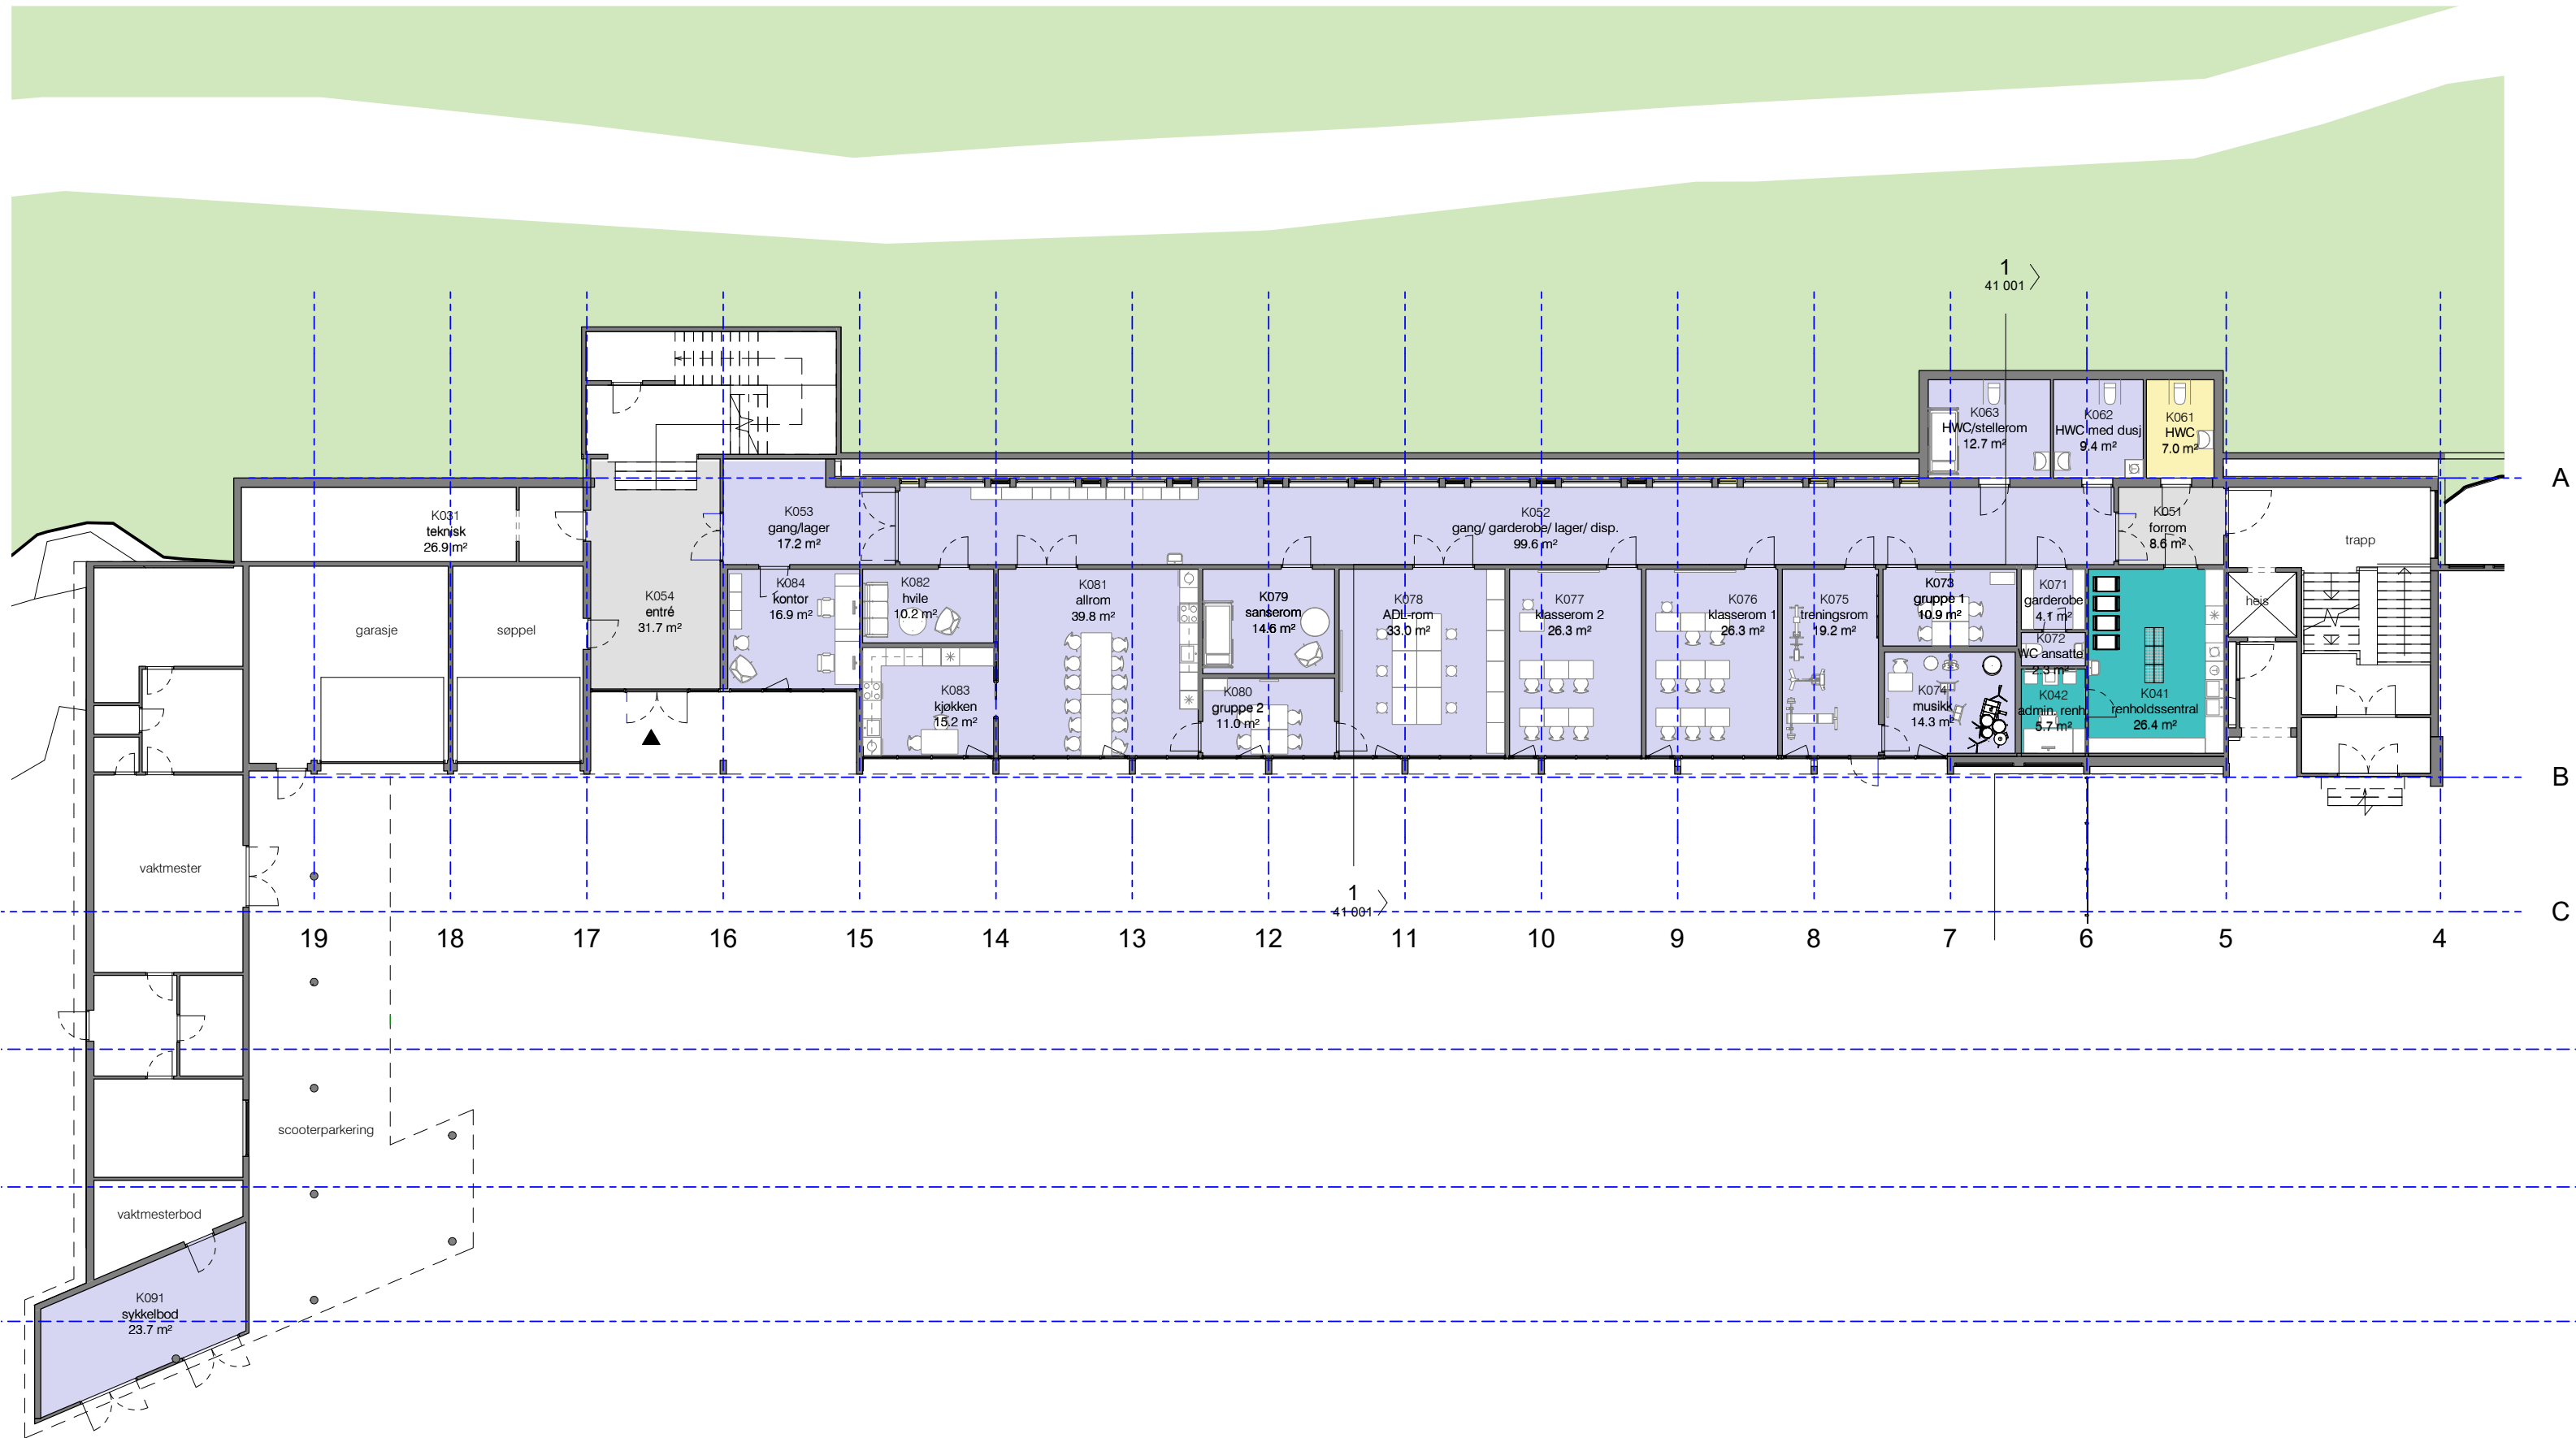 1
41 001
K063
HWC/stellerom
12.7 m²
K062
HWC med dusj
9.4 m²
K061
HWC
7.0 m²
A
K031
teknisk
26.9 m²
K053
gang/lager
17.2 m²
K052
gang/ garderobe/ lager/ disp.
99.6 m²
K051
forrom
8.6 m²
trapp
garasje
søppel
K054
entré
31.7 m²
K084
kontor
16.9 m²
K082
hvile
10.2 m²
K081
allrom
39.8 m²
K079
sanserom
14.6 m²
K078
ADL-rom
33.0 m²
K077
klasserom 2
26.3 m²
K076
klasserom 1
26.3 m²
K075
treningsrom
19.2 m²
K073
gruppe 1
10.9 m²
K071
garderobe
4.1 m²
heis
K072
WC ansatte
2.3 m²
K083
kjøkken
15.2 m²
K080
gruppe 2
11.0 m²
K074
musikk
14.3 m²
K042
admin. renh.
5.7 m²
K041
renholdssentral
26.4 m²
B
vaktmester
1
41 001
C
19 18 17 16 15 14 13 12 11 10 9 8 7 6 5 4
scooterparkering
vaktmesterbod
K091
sykkelbod
23.7 m²